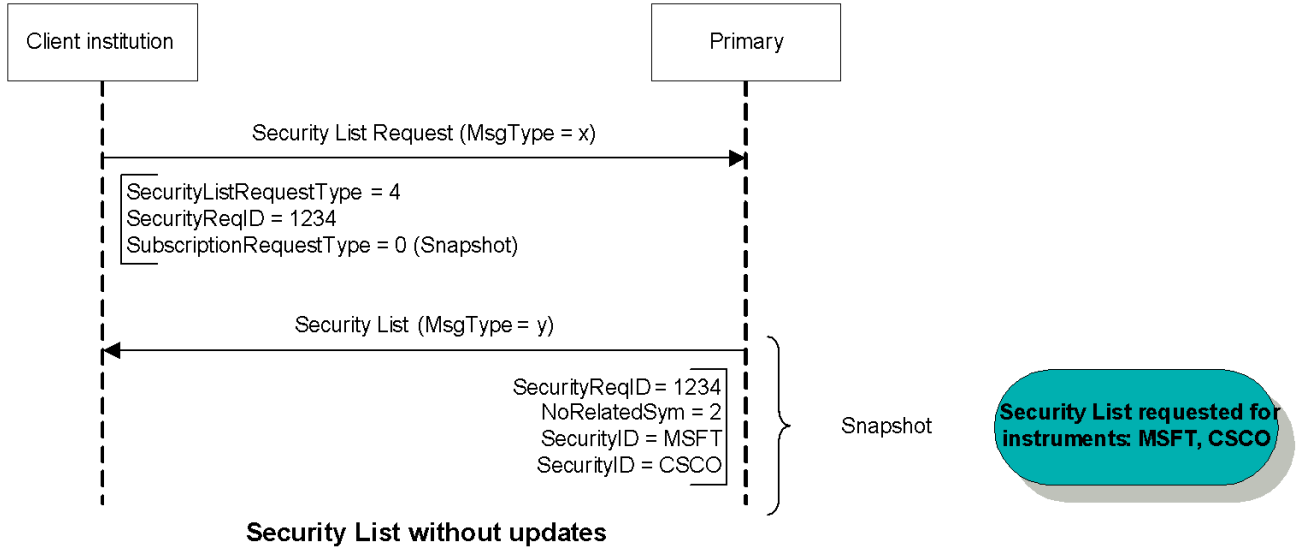 Client institution
Primary
Security List Request (MsgType = x)
SecurityListRequestType = 4
SecurityReqID = 1234
SubscriptionRequestType = 0 (Snapshot)
Security List (MsgType = y)
SecurityReqID = 1234
NoRelatedSym = 2
SecurityID = MSFT
SecurityID = CSCO
Snapshot
Security List requested for
instruments: MSFT, CSCO
Security List without updates